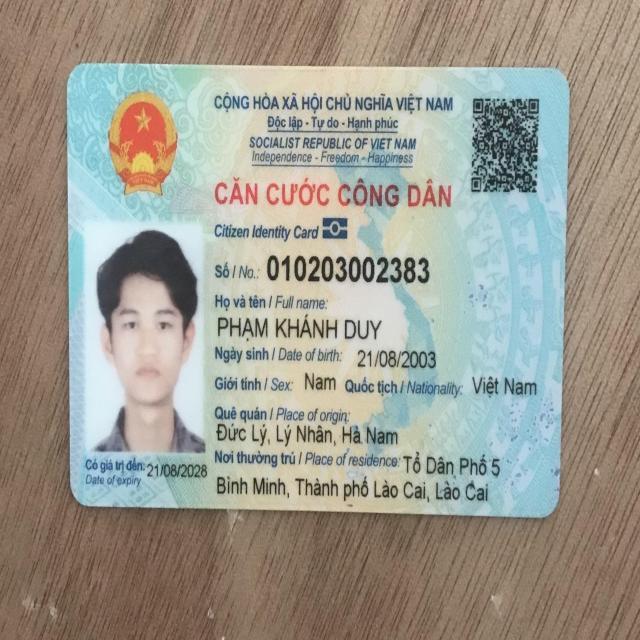 CỘNG HÒA XÃ HỘI CHỦ NGHĨA VIỆT NAM
Độc lập - Tự do - Hạnh phúc
SOCIALIST REPUBLIC OF VIET NAM
Independence - Freedom - Happiness
CĂN CƯỚC CÔNG DÂN
Citizen Identity Card
Số / No.: 010203002383
Họ và tên / Full name:
PHẠM KHÁNH DUY
Ngày sinh / Date of birth: 21/08/2003
Giới tính / Sex: Nam Quốc tịch / Nationality: Việt Nam
Quê quán / Place of origin:
Đức Lý, Lý Nhân, Hà Nam
Nơi thường trú / Place of residence: Tổ Dân Phố 5
Bình Minh, Thành phố Lào Cai, Lào Cai
Có giá trị đến: 21/08/2028
Date of expiry